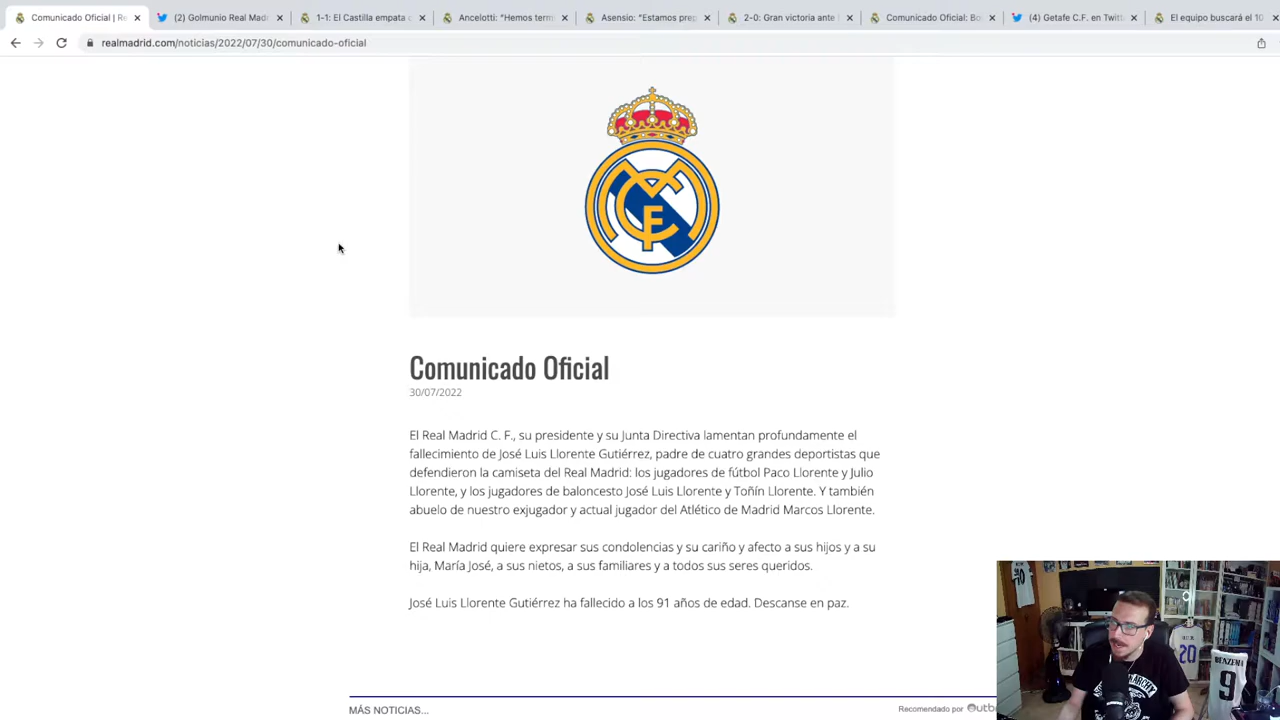 Comunicado Oficial | Re
(2) Golmunio Real Madr
1-1: El Castilla empata c
Ancelotti: "Hemos term
Asensio: "Estamos prep
2-0: Gran victoria ante
Comunicado Oficial: Bo
(4) Getafe C.F. en Twitt
El equipo buscará el 10
realmadrid.com/noticias/2022/07/30/comunicado-oficial
Comunicado Oficial
30/07/2022
El Real Madrid C. F., su presidente y su Junta Directiva lamentan profundamente el
fallecimiento de José Luis Llorente Gutiérrez, padre de cuatro grandes deportistas que
defendieron la camiseta del Real Madrid: los jugadores de fútbol Paco Llorente y Julio
Llorente, y los jugadores de baloncesto José Luis Llorente y Toñín Llorente. Y también
abuelo de nuestro exjugador y actual jugador del Atlético de Madrid Marcos Llorente.
El Real Madrid quiere expresar sus condolencias y su cariño y afecto a sus hijos y a su
hija, María José, a sus nietos, a sus familiares y a todos sus seres queridos.
José Luis Llorente Gutiérrez ha fallecido a los 91 años de edad. Descanse en paz.
MÁS NOTICIAS...
Recomendado por
20
9